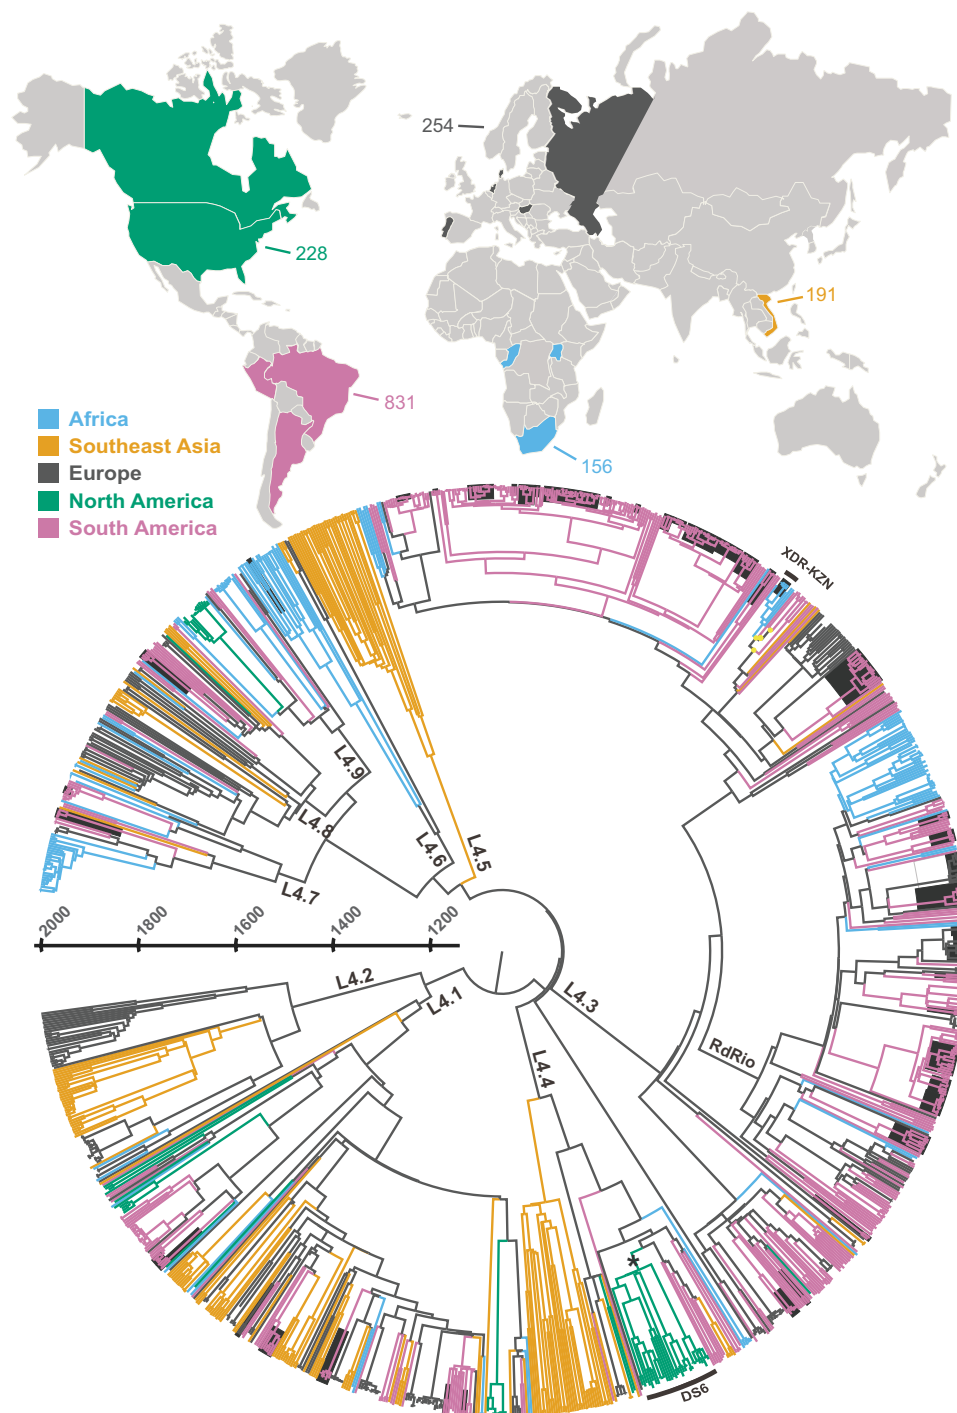 254
228
191
831
156
Africa
Southeast Asia
Europe
North America
South America
XDR-KZN
L4.9
L4.8
L4.6
L4.5
L4.7
2000
1800
1600
1400
1200
L4.2
L4.1
L4.3
L4.4
RdRio
*
DS6